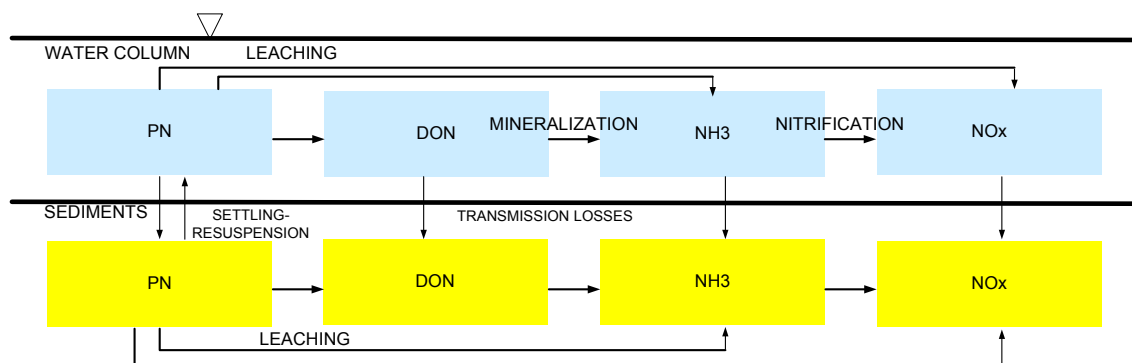 WATER COLUMN LEACHING
PN
DON
MINERALIZATION
NH3
NITRIFICATION
NOx
SEDIMENTS
SETTLING-
RESUSPENSION
TRANSMISSION LOSSES
PN
DON
NH3
NOx
LEACHING